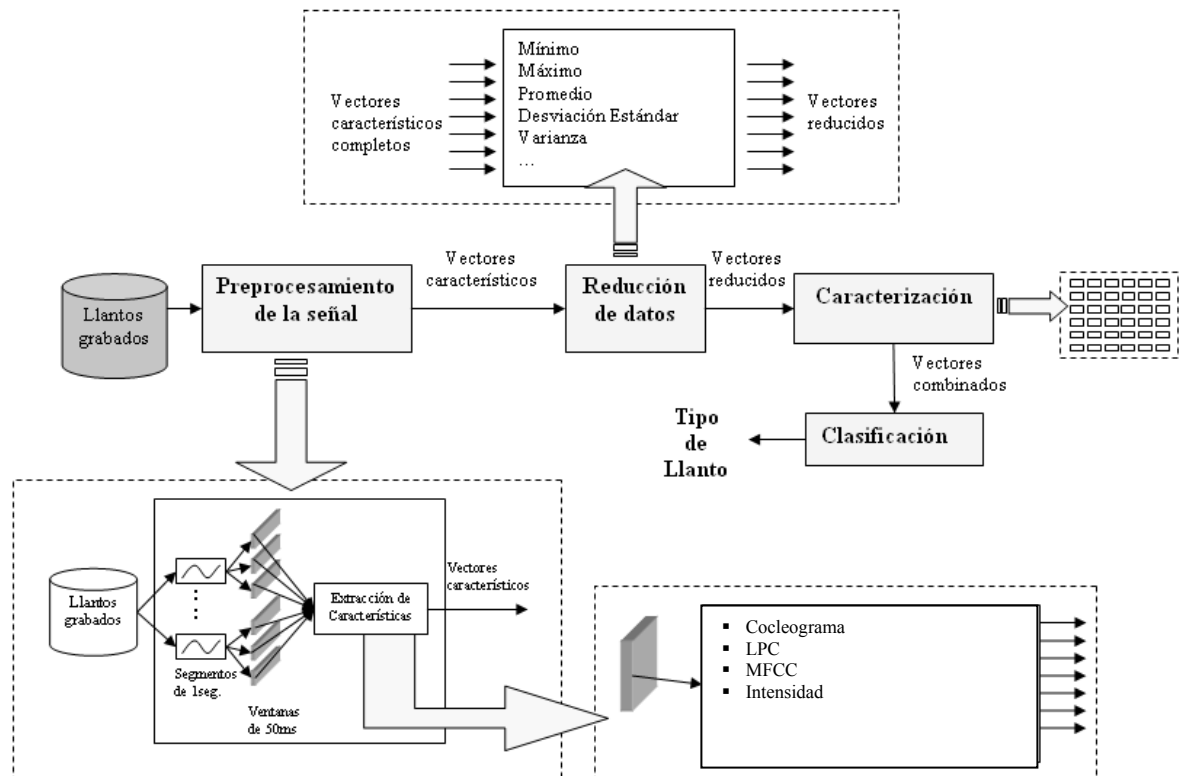 Mínimo
Máximo
Promedio
Desviación Estándar
Varianza
...
Vectores
característicos
completos
Vectores
reducidos
Llantos
grabados
Preprocesamiento
de la señal
Vectores
característicos
Reducción
de datos
Vectores
reducidos
Caracterización
Vectores
combinados
Clasificación
Tipo
de
Llanto
Llantos
grabados
Segmentos
de 1seg.
Ventanas
de 50ms
Extracción de
Características
Vectores
característicos
▪ Cocleograma
▪ LPC
▪ MFCC
▪ Intensidad